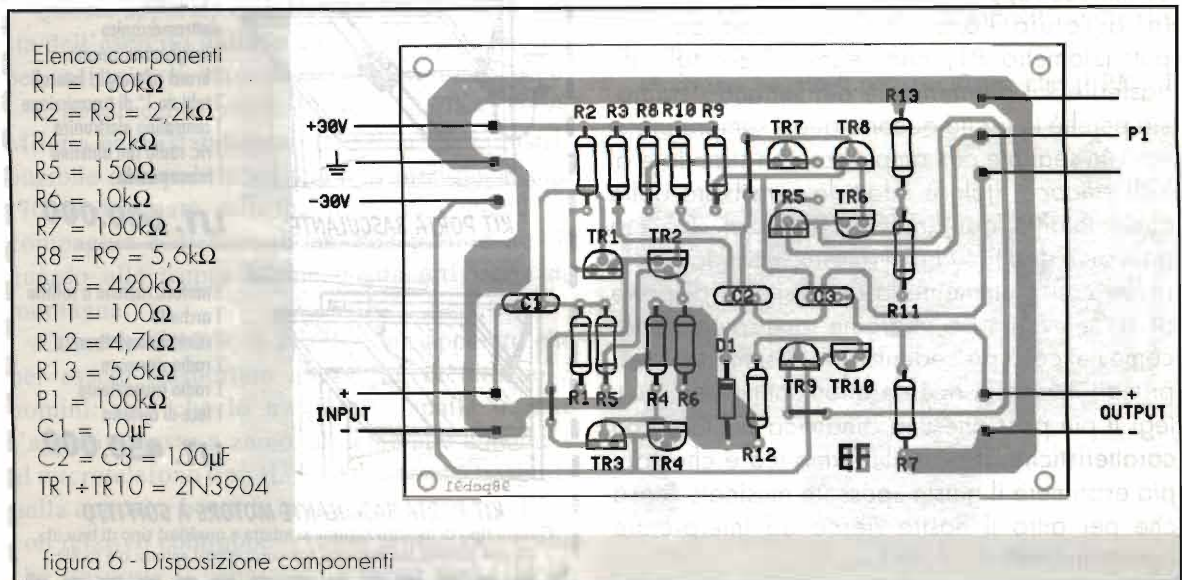 Elenco componenti
R1 = 100kΩ
R2 = R3 = 2,2kΩ
R4 = 1,2kΩ
R5 = 150Ω
R6 = 10kΩ
R7 = 100kΩ
R8 = R9 = 5,6kΩ
R10 = 420kΩ
R11 = 100Ω
R12 = 4,7kΩ
R13 = 5,6kΩ
P1 = 100kΩ
C1 = 10µF
C2 = C3 = 100µF
TR1÷TR10 = 2N3904
figura 6 - Disposizione componenti
+30V
-30V
+
INPUT
-
R2 R3 R8 R10 R9
TR7 TR8
R13
P1
TR5 TR6
TR1 TR2
C1
C2
C3
R11
R1 R5 R4 R6
D1
R12
TR9 TR10
TR3 TR4
EF
R7
+
OUTPUT
-
98pcb91